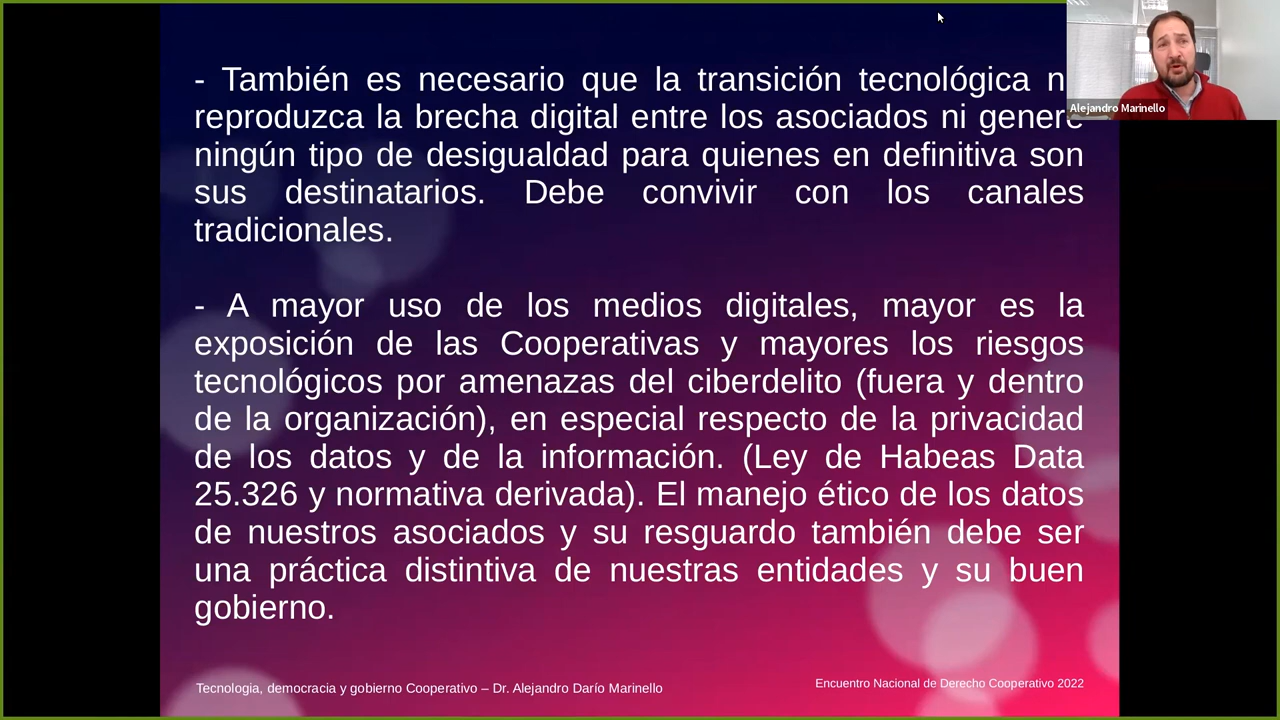 - También es necesario que la transición tecnológica n
reproduzca la brecha digital entre los asociados ni genere
ningún tipo de desigualdad para quienes en definitiva son
sus destinatarios. Debe convivir con los canales
tradicionales.
- A mayor uso de los medios digitales, mayor es la
exposición de las Cooperativas y mayores los riesgos
tecnológicos por amenazas del ciberdelito (fuera y dentro
de la organización), en especial respecto de la privacidad
de los datos y de la información. (Ley de Habeas Data
25.326 y normativa derivada). El manejo ético de los datos
de nuestros asociados y su resguardo también debe ser
una práctica distintiva de nuestras entidades y su buen
gobierno.
Tecnologia, democracia y gobierno Cooperativo – Dr. Alejandro Darío Marinello
Encuentro Nacional de Derecho Cooperativo 2022
Alejandro Marinello